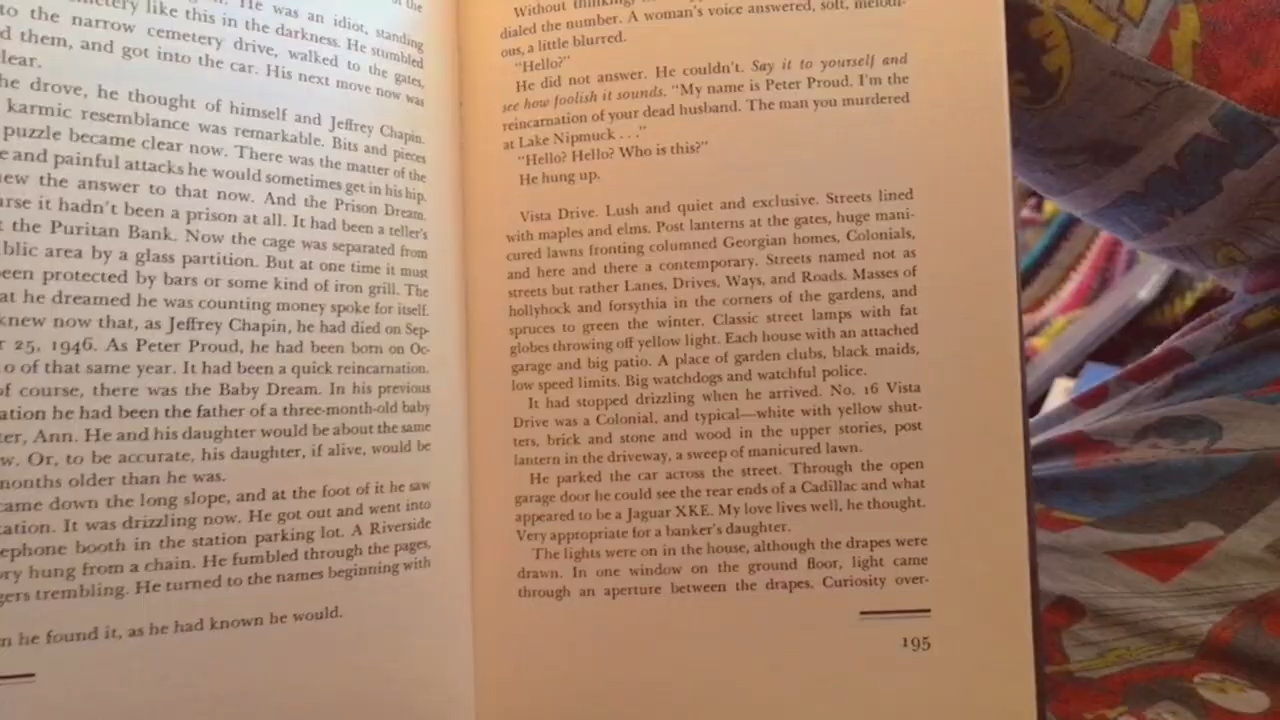 of the
He was an idiot, standing
like this in the darkness. He stumbled
to the narrow cemetery drive, walked to the gates,
them, and got into the car. His next move now was
he drove, he thought of himself and Jeffrey Chapin.
karmic resemblance was remarkable. Bits and pieces
puzzle became clear now. There was the matter of the
and painful attacks he would sometimes get in his hip.
the answer to that now. And the Prison Dream.
it hadn't been a prison at all. It had been a teller's
the Puritan Bank. Now the cage was separated from
area by a glass partition. But at one time it must
been protected by bars or some kind of iron grill. The
he dreamed he was counting money spoke for itself.
knew now that, as Jeffrey Chapin, he had died on Sep-
25, 1946. As Peter Proud, he had been born on Oc-
of that same year. It had been a quick reincarnation.
of course, there was the Baby Dream. In his previous
he had been the father of a three-month-old baby
Ann. He and his daughter would be about the same
Or, to be accurate, his daughter, if alive, would be
months older than he was.
came down the long slope, and at the foot of it he saw
It was drizzling now. He got out and went into
booth in the station parking lot. A Riverside
hung from a chain. He fumbled through the pages,
trembling. He turned to the names beginning with
he found it, as he had known he would.
Without thinking,
dialed the number. A woman's voice answered, soft, melodi-
ous, a little blurred.
"Hello?"
He did not answer. He couldn't. Say it to yourself and
see how foolish it sounds. "My name is Peter Proud. I'm the
reincarnation of your dead husband. The man you murdered
at Lake Nipmuck . . ."
"Hello? Hello? Who is this?"
He hung up.
Vista Drive. Lush and quiet and exclusive. Streets lined
with maples and elms. Post lanterns at the gates, huge mani-
cured lawns fronting columned Georgian homes, Colonials,
and here and there a contemporary. Streets named not as
streets but rather Lanes, Drives, Ways, and Roads. Masses of
hollyhock and forsythia in the corners of the gardens, and
spruces to green the winter. Classic street lamps with fat
globes throwing off yellow light. Each house with an attached
garage and big patio. A place of garden clubs, black maids,
low speed limits. Big watchdogs and watchful police.
It had stopped drizzling when he arrived. No. 16 Vista
Drive was a Colonial, and typical—white with yellow shut-
ters, brick and stone and wood in the upper stories, post
lantern in the driveway, a sweep of manicured lawn.
He parked the car across the street. Through the open
garage door he could see the rear ends of a Cadillac and what
appeared to be a Jaguar XKE. My love lives well, he thought.
Very appropriate for a banker's daughter.
The lights were on in the house, although the drapes were
drawn. In one window on the ground floor, light came
through an aperture between the drapes. Curiosity over-
195